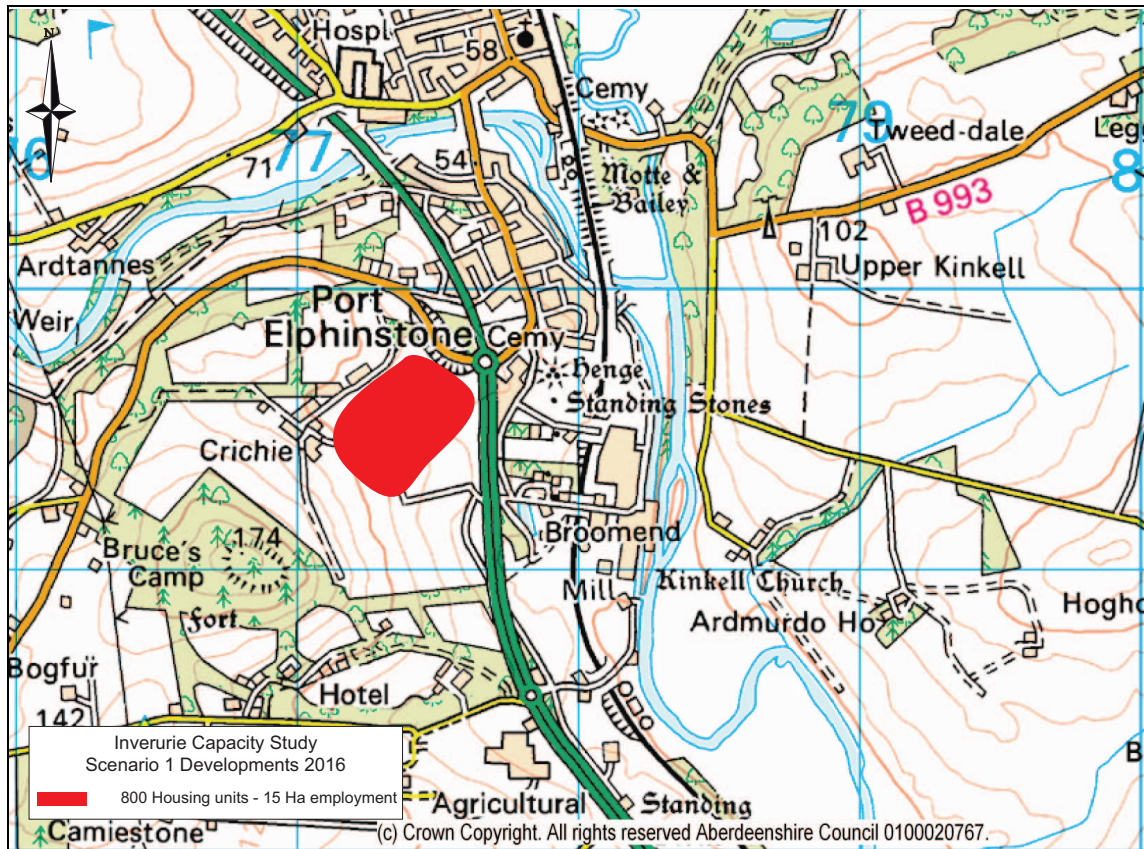 N
Hospl
58
Cemy
79
Tweed-dale
Leg
8
77
71
54
Motte &
Bailey
B 993
102
Upper Kinkell
Ardtannes
Weir
Port
Elphinstone
Cemy
Henge
Standing Stones
Crichie
Broomend
Bruce's
Camp
174
Fort
Mill
Kinkell Church
Ardmurdo Ho
Hogh
Bogfur
Hotel
142
Inverurie Capacity Study
Scenario 1 Developments 2016
800 Housing units - 15 Ha employment
B
Agricultural
Standing
Camiestone
(c) Crown Copyright. All rights reserved Aberdeenshire Council 0100020767.